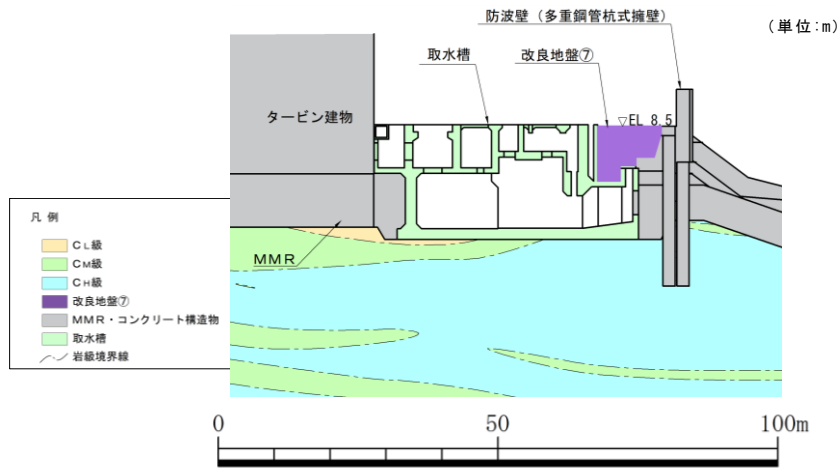 防波壁（多重鋼管杭式擁壁）
（単位:m）
取水槽
改良地盤⑦
タービン建物
▽EL 8.5
凡 例
CL級
CM級
CH級
改良地盤⑦
MMR・コンクリート構造物
取水槽
岩級境界線
MMR
0
50
100m